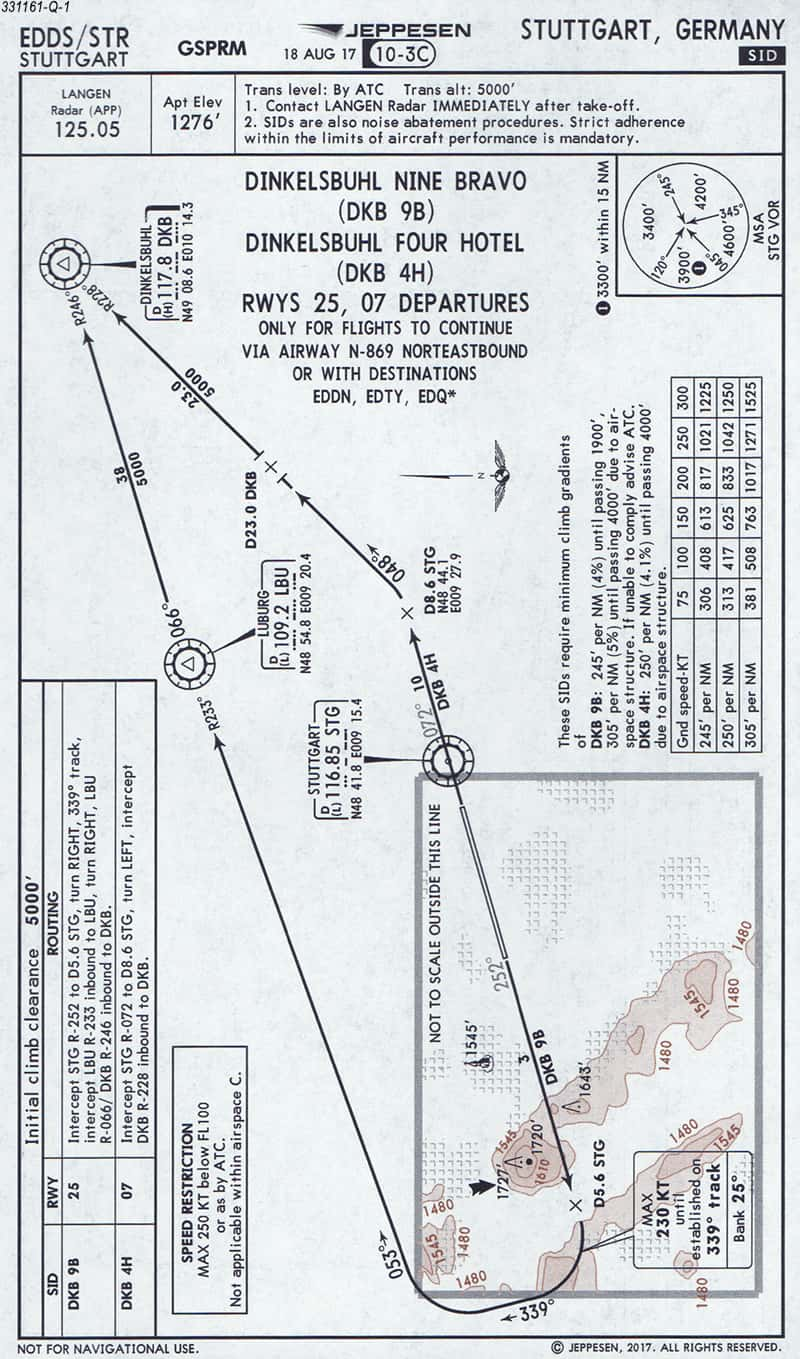 331161-Q-1
EDDS/STR
STUTTGART
GSPRM
JEPPESEN
18 AUG 17
10-3C
STUTTGART, GERMANY
SID
LANGEN
Radar (APP)
125.05
Apt Elev
1276'
Trans level: By ATC Trans alt: 5000'
1. Contact LANGEN Radar IMMEDIATELY after take-off.
2. SIDs are also noise abatement procedures. Strict adherence
within the limits of aircraft performance is mandatory.
DINKELSBUHL NINE BRAVO
(DKB 9B)
DINKELSBUHL FOUR HOTEL
(DKB 4H)
RWYS 25, 07 DEPARTURES
ONLY FOR FLIGHTS TO CONTINUE
VIA AIRWAY N-869 NORTEASTBOUND
OR WITH DESTINATIONS
EDDN, EDTY, EDQ*
3400'
245°
4200'
345°
4600'
045°
3900'
120°
1
MSA
STG VOR
1 3300' within 15 NM
DINKELSBUHL
D
(H) 117.8 DKB
N49 08.6 E010 14.3
R246°
R228°
23.0
5000
38
5000
D23.0 DKB
N
048°
D8.6 STG
N48 44.1
E009 27.9
066°
LUBURG
D
(L) 109.2 LBU
N48 54.8 E009 20.4
R233°
10
DKB 4H
072°
STUTTGART
D
(L) 116.85 STG
N48 41.8 E009 15.4
These SIDs require minimum climb gradients
of
DKB 9B: 245' per NM (4%) until passing 1900',
305' per NM (5%) until passing 4000' due to air-
space structure. If unable to comply advise ATC.
DKB 4H: 250' per NM (4.1%) until passing 4000'
due to airspace structure.
Gnd speed-KT 75 100 150 200 250 300
245' per NM 306 408 613 817 1021 1225
250' per NM 313 417 625 833 1042 1250
305' per NM 381 508 763 1017 1271 1525
NOT TO SCALE OUTSIDE THIS LINE
252°
3
DKB 9B
1545'
1643'
1545
1720'
1727'
1610
1480
1545
1480
1480
1480
1545
1480
1480
1480
1545
1480
D5.6 STG
MAX
230 KT
until
established on
339° track
Bank 25°
053°
339°
Initial climb clearance 5000'
SID RWY ROUTING
DKB 9B 25 Intercept STG R-252 to D5.6 STG, turn RIGHT, 339° track,
intercept LBU R-233 inbound to LBU, turn RIGHT, LBU
R-066/ DKB R-246 inbound to DKB.
DKB 4H 07 Intercept STG R-072 to D8.6 STG, turn LEFT, intercept
DKB R-228 inbound to DKB.
SPEED RESTRICTION
MAX 250 KT below FL100
or as by ATC.
Not applicable within airspace C.
NOT FOR NAVIGATIONAL USE.
© JEPPESEN, 2017. ALL RIGHTS RESERVED.